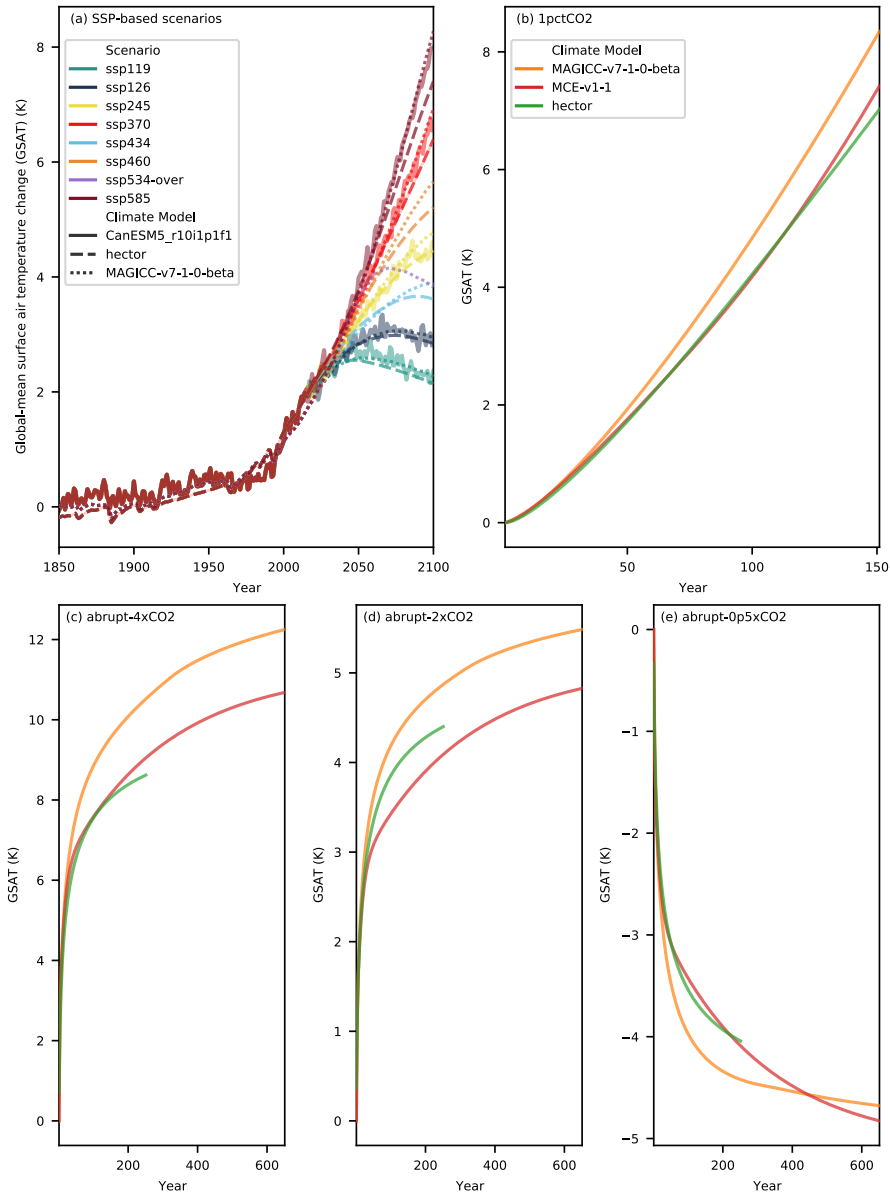 (a) SSP-based scenarios
Global-mean surface air temperature change (GSAT) (K)
8
6
4
2
0
Scenario
ssp119
ssp126
ssp245
ssp370
ssp434
ssp460
ssp534-over
ssp585
Climate Model
CanESM5_r10i1p1f1
hector
MAGICC-v7-1-0-beta
1850
1900
1950
2000
2050
2100
Year
(b) 1pctCO2
GSAT (K)
8
6
4
2
0
Climate Model
MAGICC-v7-1-0-beta
MCE-v1-1
hector
50
100
150
Year
(c) abrupt-4xCO2
GSAT (K)
12
10
8
6
4
2
0
200
400
600
Year
(d) abrupt-2xCO2
GSAT (K)
5
4
3
2
1
0
200
400
600
Year
(e) abrupt-0p5xCO2
GSAT (K)
0
−1
−2
−3
−4
−5
200
400
600
Year